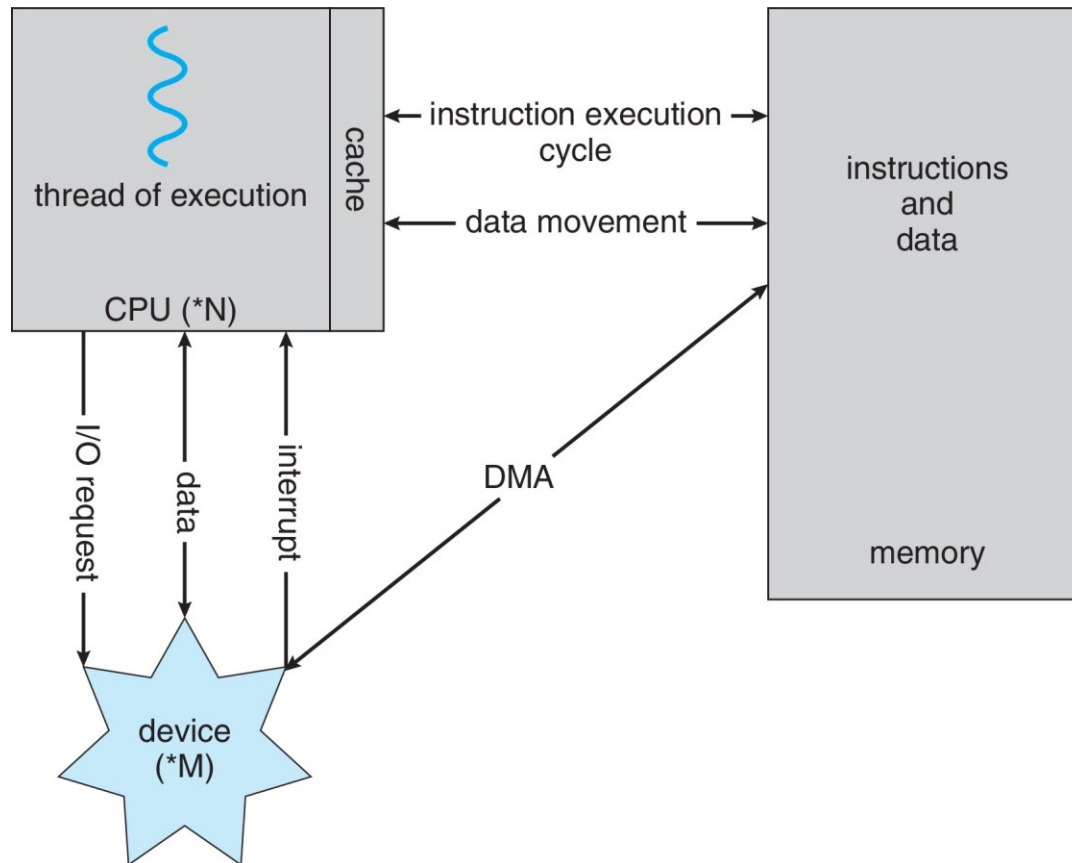 thread of execution
CPU (*N)
cache
instruction execution
cycle
data movement
instructions
and
data
memory
I/O request
data
interrupt
DMA
device
(*M)